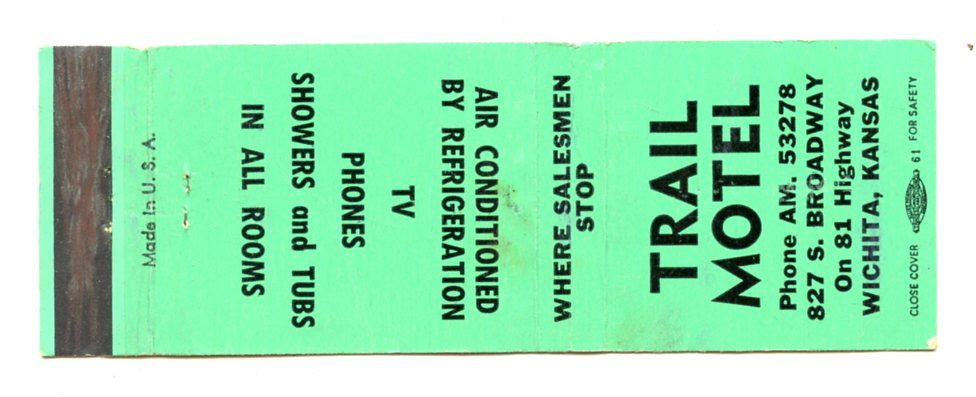 TRAIL
MOTEL
Phone AM. 53278
827 S. BROADWAY
On 81 Highway
WICHITA, KANSAS
CLOSE COVER 61 FOR SAFETY
WHERE SALESMEN
STOP
AIR CONDITIONED
BY REFRIGERATION
TV
PHONES
SHOWERS and TUBS
IN ALL ROOMS
Made in U. S. A.